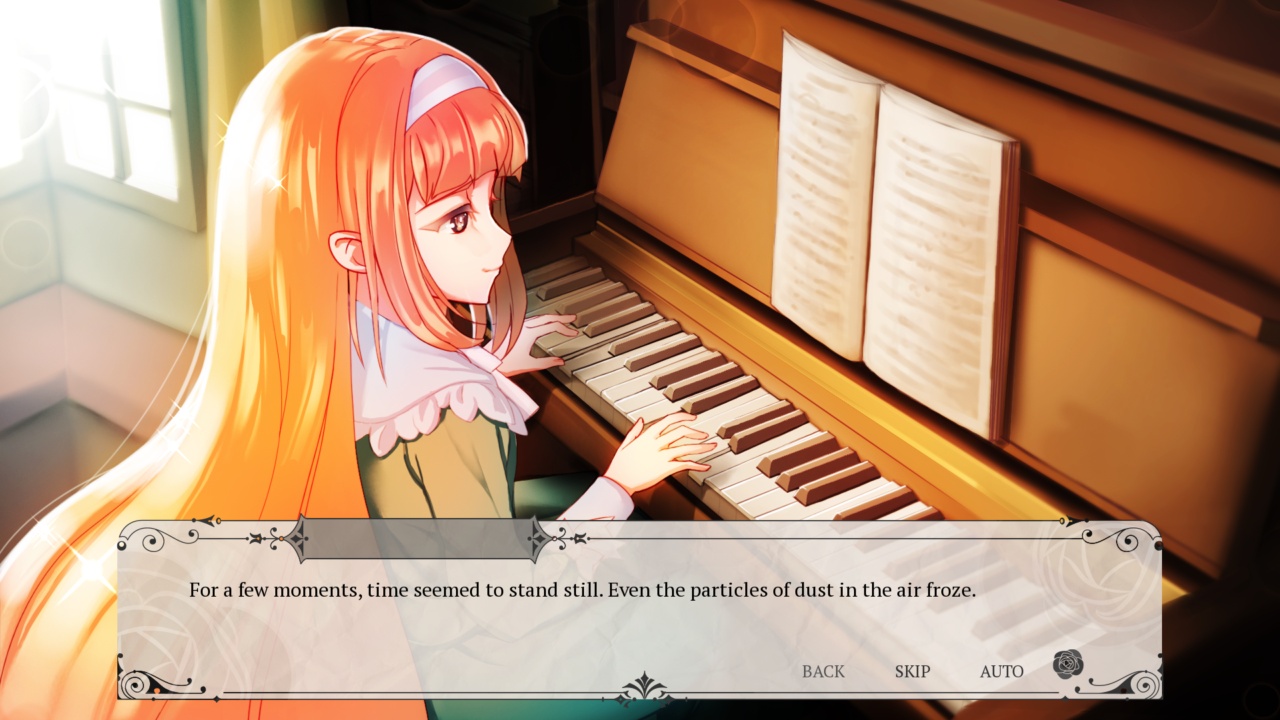 For a few moments, time seemed to stand still. Even the particles of dust in the air froze.
BACK SKIP AUTO